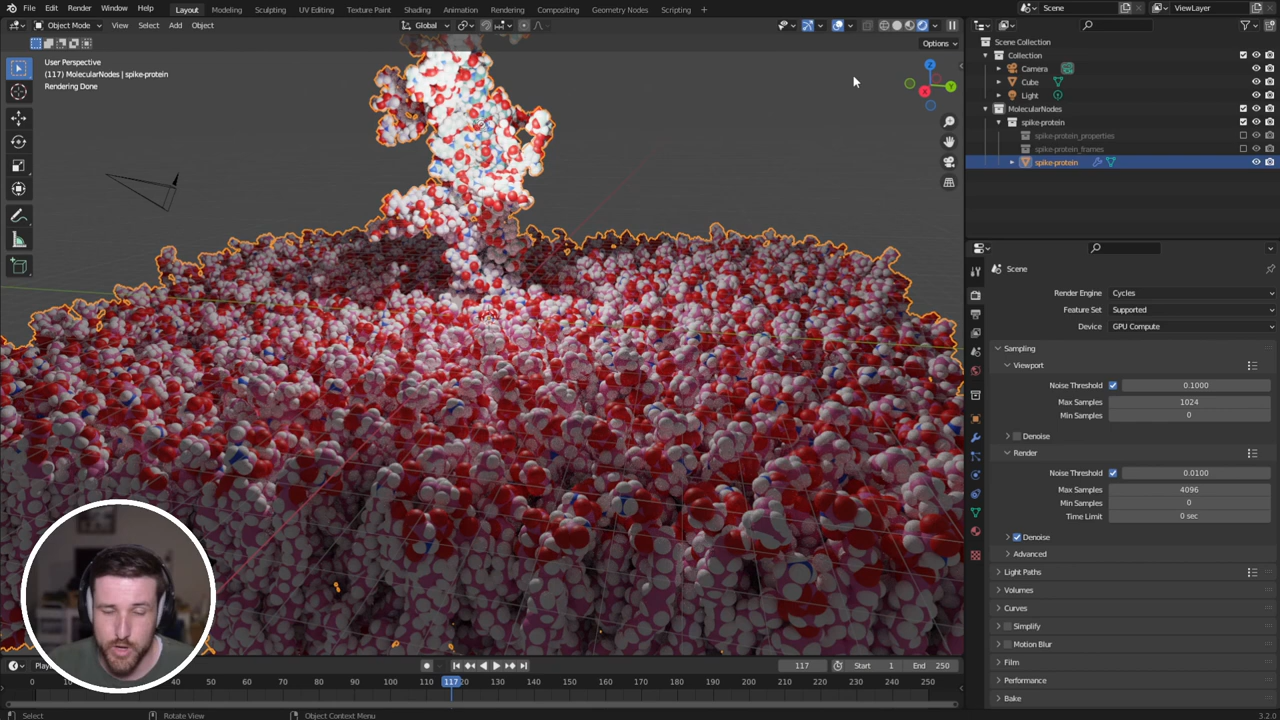 File Edit Render Window Help Layout Modeling Sculpting UV Editing Texture Paint Shading Animation Rendering Compositing Geometry Nodes Scripting + Scene ViewLayer
Object Mode View Select Add Object Global
Options
User Perspective
(117) MolecularNodes | spike-protein
Rendering Done
Z
Y
X
Scene Collection
Collection
Camera
Cube
Light
MolecularNodes
spike-protein
spike-protein_properties
spike-protein_frames
spike-protein
Scene
Render Engine Cycles
Feature Set Supported
Device GPU Compute
Sampling
Viewport
Noise Threshold 0.1000
Max Samples 1024
Min Samples 0
Denoise
Render
Noise Threshold 0.0100
Max Samples 4096
Min Samples 0
Time Limit 0 sec
Denoise
Advanced
Light Paths
Volumes
Curves
Simplify
Motion Blur
Film
Performance
Bake
117 Start 1 End 250
0 40 50 60 70 80 90 100 110 117 130 140 150 160 170 180 190 200 210 220 230 240 250
Select Rotate View Object Context Menu 3.2.0